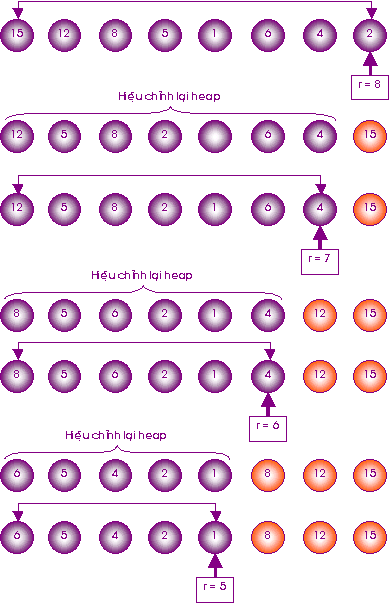 15 12 8 5 1 6 4 2
r = 8
Hiệu chỉnh lại heap
12 5 8 2 6 4 15
12 5 8 2 1 6 4 15
r = 7
Hiệu chỉnh lại heap
8 5 6 2 1 4 12 15
8 5 6 2 1 4 12 15
r = 6
Hiệu chỉnh lại heap
6 5 4 2 1 8 12 15
6 5 4 2 1 8 12 15
r = 5